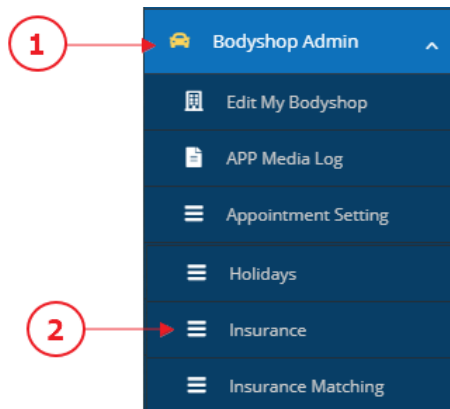 1 Bodyshop Admin
Edit My Bodyshop
APP Media Log
Appointment Setting
Holidays
2 Insurance
Insurance Matching